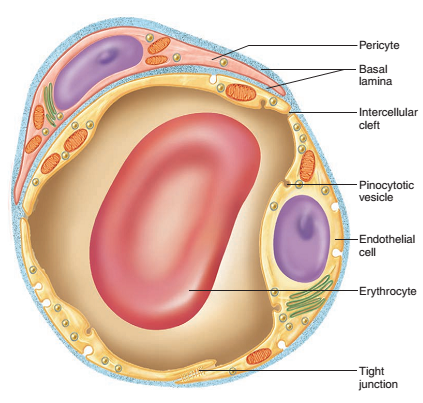 Pericyte
Basal
lamina
Intercellular
cleft
Pinocytotic
vesicle
Endothelial
cell
Erythrocyte
Tight
junction